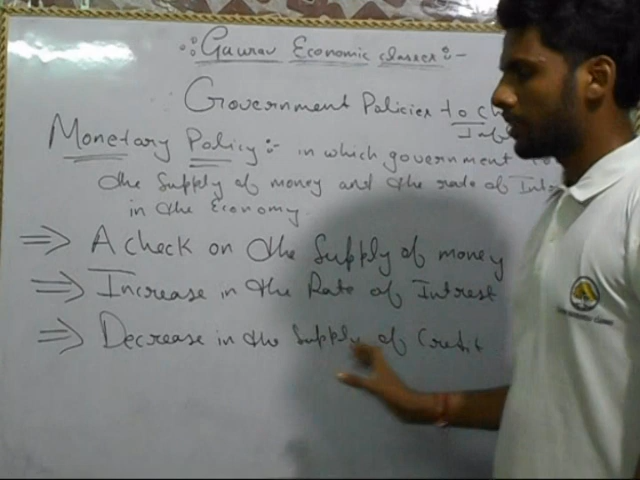 Gaurav Economic classes :-
Government Policies to
Monetary Policy :- in which government
the Supply of money and the rate of
in the Economy.
⇒ A check on the Supply of money
⇒ Increase in the Rate of Intrest
⇒ Decrease in the Supply of Credit